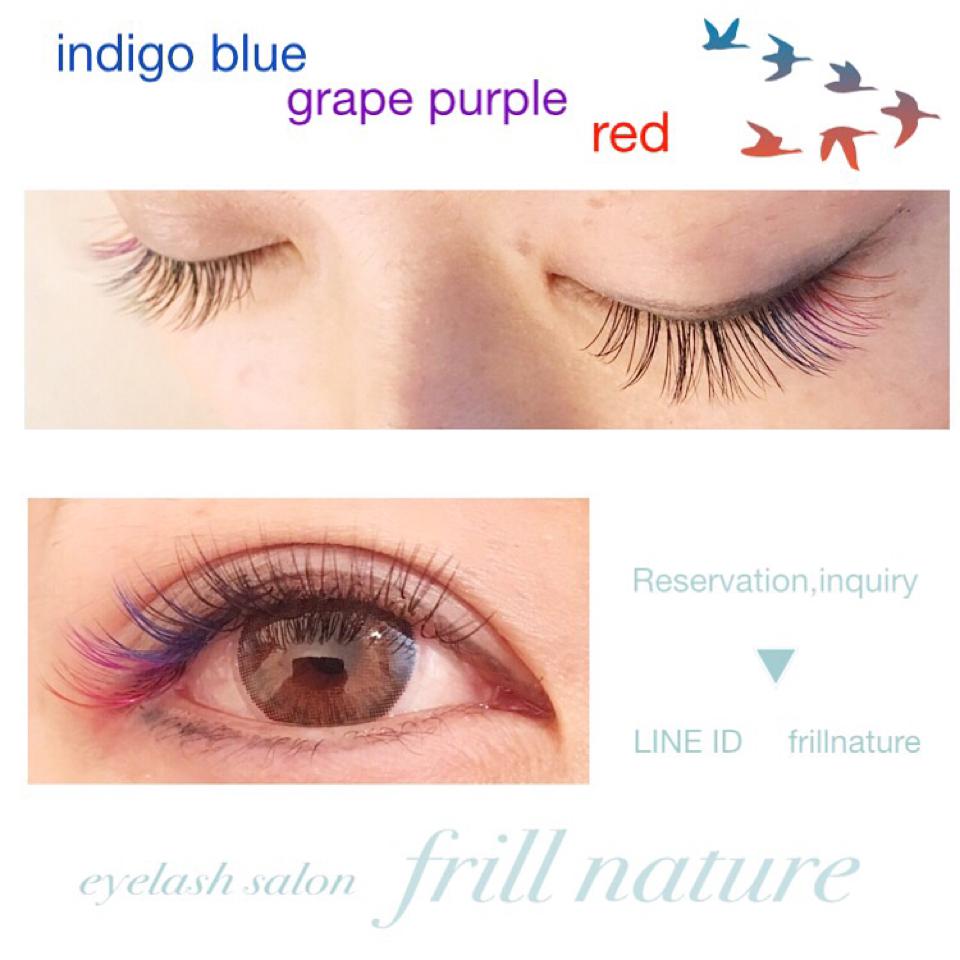 indigo blue
grape purple
red
Reservation,inquiry
LINE ID frillnature
eyelash salon frill nature